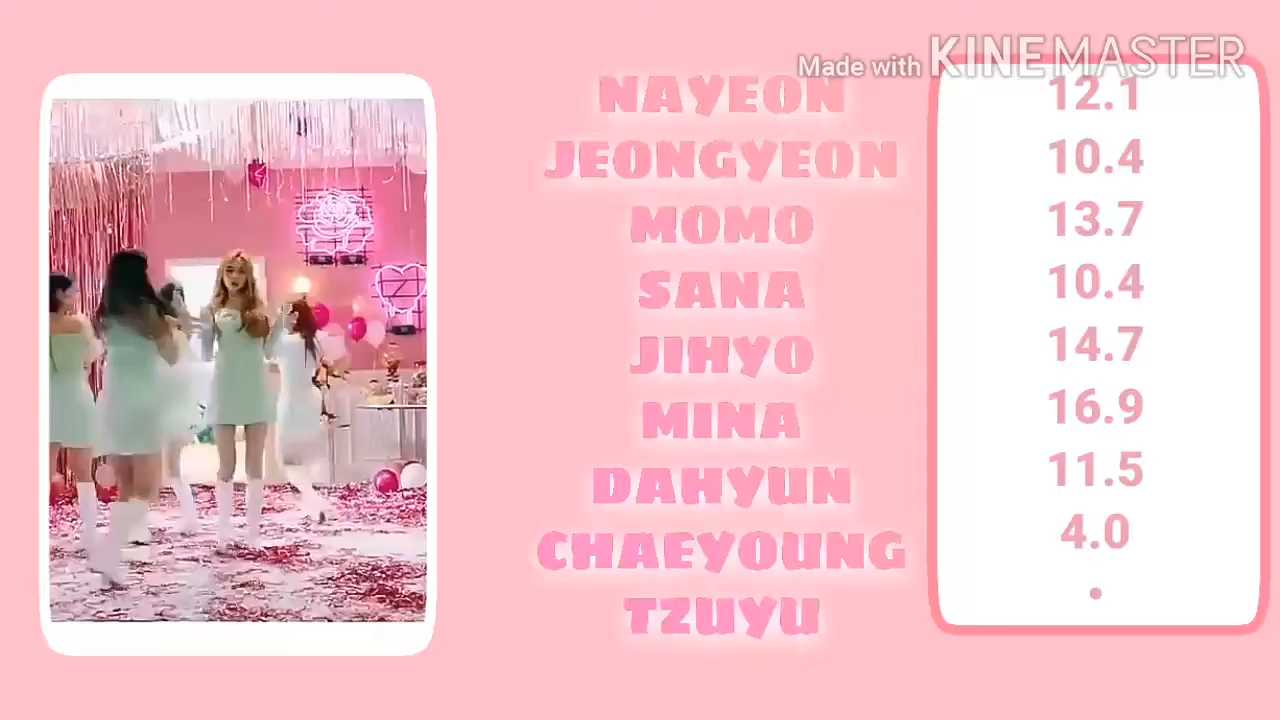 Made with KINEMASTER
NAYEON 12.1
JEONGYEON 10.4
MOMO 13.7
SANA 10.4
JIHYO 14.7
MINA 16.9
DAHYUN 11.5
CHAEYOUNG 4.0
TZUYU .